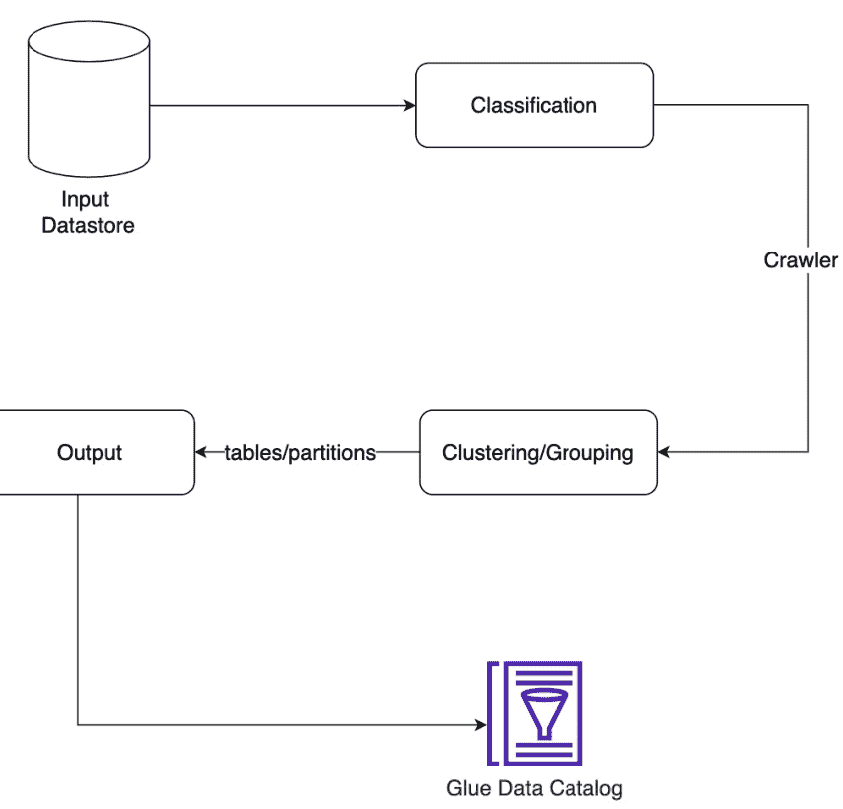 Input
Datastore
Classification
Crawler
Output
tables/partitions
Clustering/Grouping
Glue Data Catalog